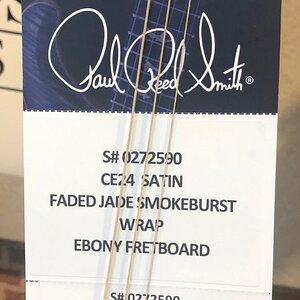 Paul Reed Smith®
S# 0272590
CE24 SATIN
FADED JADE SMOKEBURST
WRAP
EBONY FRETBOARD
S# 0272590